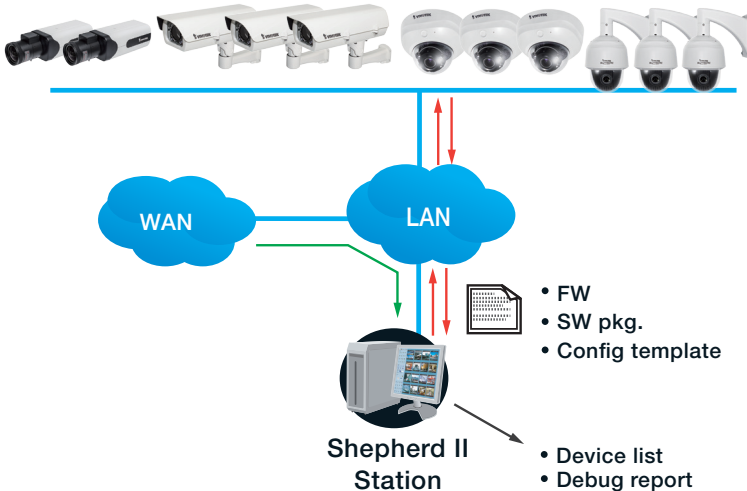 WAN
LAN
• FW
• SW pkg.
• Config template
Shepherd II
Station
• Device list
• Debug report